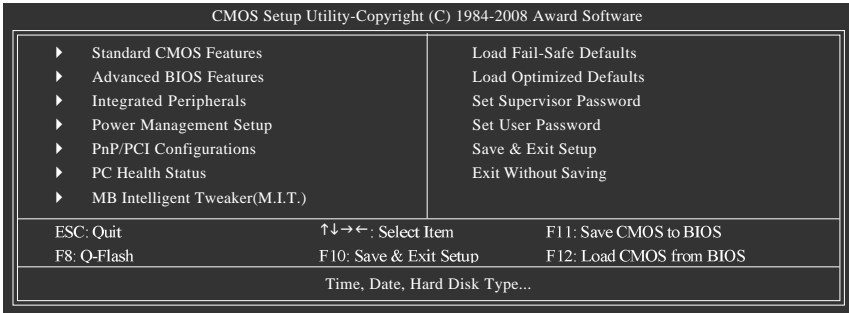 CMOS Setup Utility-Copyright (C) 1984-2008 Award Software
Standard CMOS Features
Advanced BIOS Features
Integrated Peripherals
Power Management Setup
PnP/PCI Configurations
PC Health Status
MB Intelligent Tweaker(M.I.T.)
Load Fail-Safe Defaults
Load Optimized Defaults
Set Supervisor Password
Set User Password
Save & Exit Setup
Exit Without Saving
ESC: Quit ↑↓→←: Select Item F11: Save CMOS to BIOS
F8: Q-Flash F10: Save & Exit Setup F12: Load CMOS from BIOS
Time, Date, Hard Disk Type...